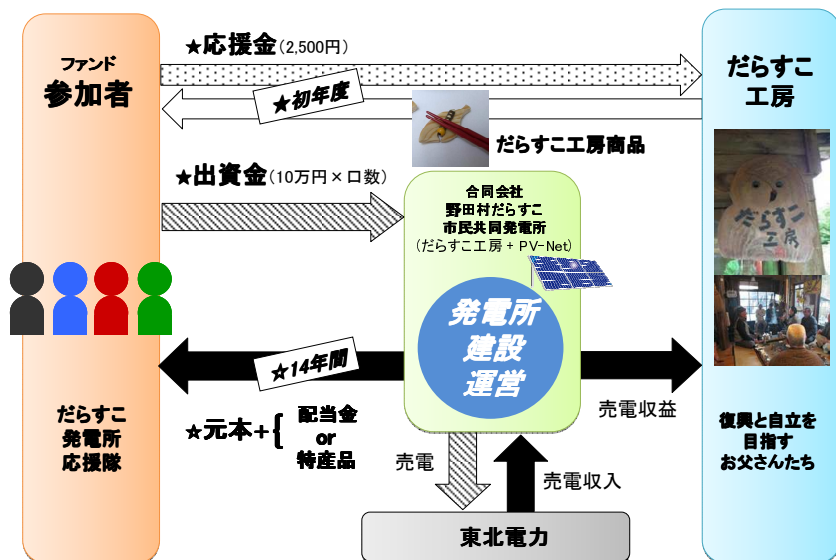 ファンド
参加者
★応援金(2,500円)
★初年度
だらすこ工房商品
だらすこ
工房
だらすこ
工房
★出資金(10万円×口数)
合同会社
野田村だらすこ
市民共同発電所
(だらすこ工房+PV-Net)
発電所
建設
運営
☆14年間
★元本+{
配当金
or
特産品
だらすこ
発電所
応援隊
売電収益
復興と自立を
目指す
お父さんたち
売電
売電収入
東北電力